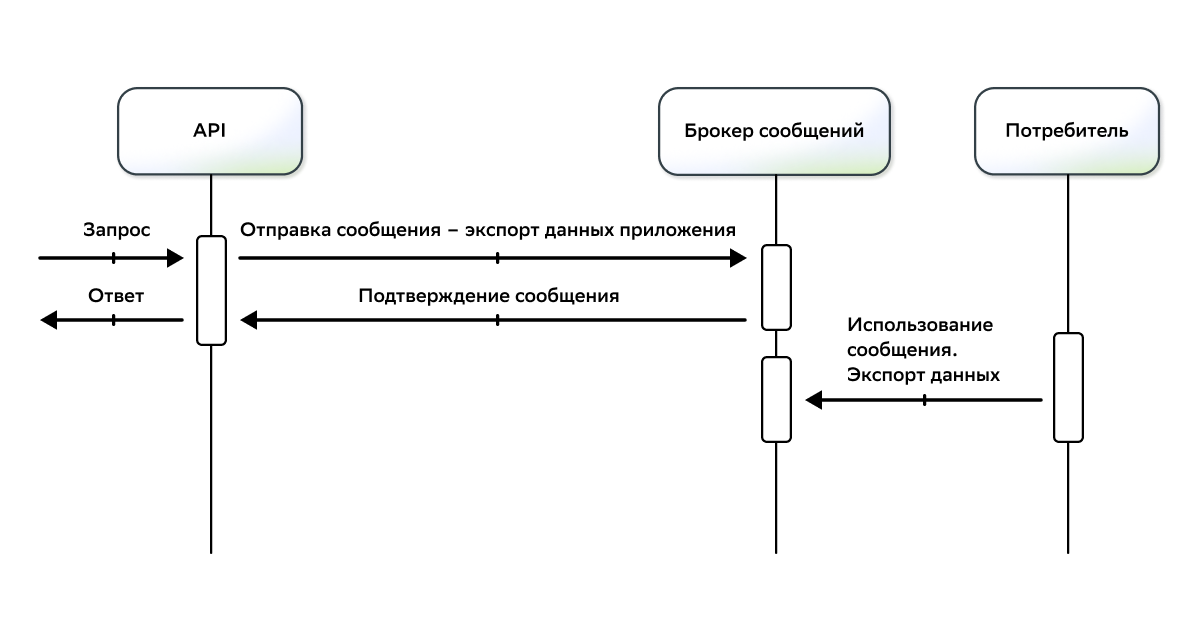 API
Брокер сообщений
Потребитель
Запрос
Отправка сообщения – экспорт данных приложения
Ответ
Подтверждение сообщения
Использование
сообщения.
Экспорт данных